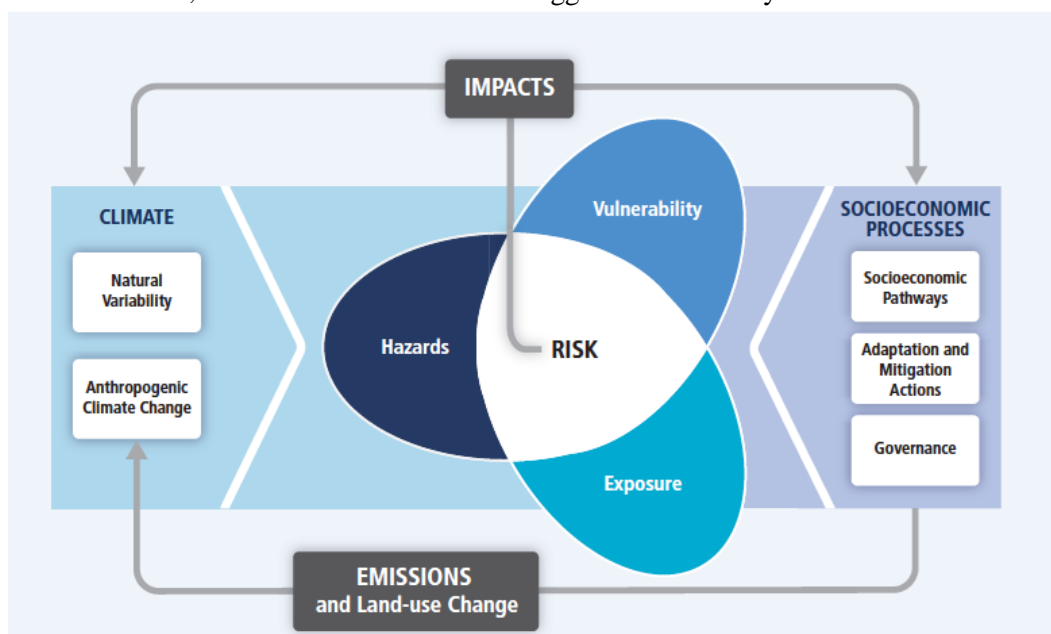 IMPACTS
CLIMATE
Natural
Variability
Anthropogenic
Climate Change
Vulnerability
Hazards
RISK
Exposure
SOCIOECONOMIC
PROCESSES
Socioeconomic
Pathways
Adaptation and
Mitigation
Actions
Governance
EMISSIONS
and Land-use Change